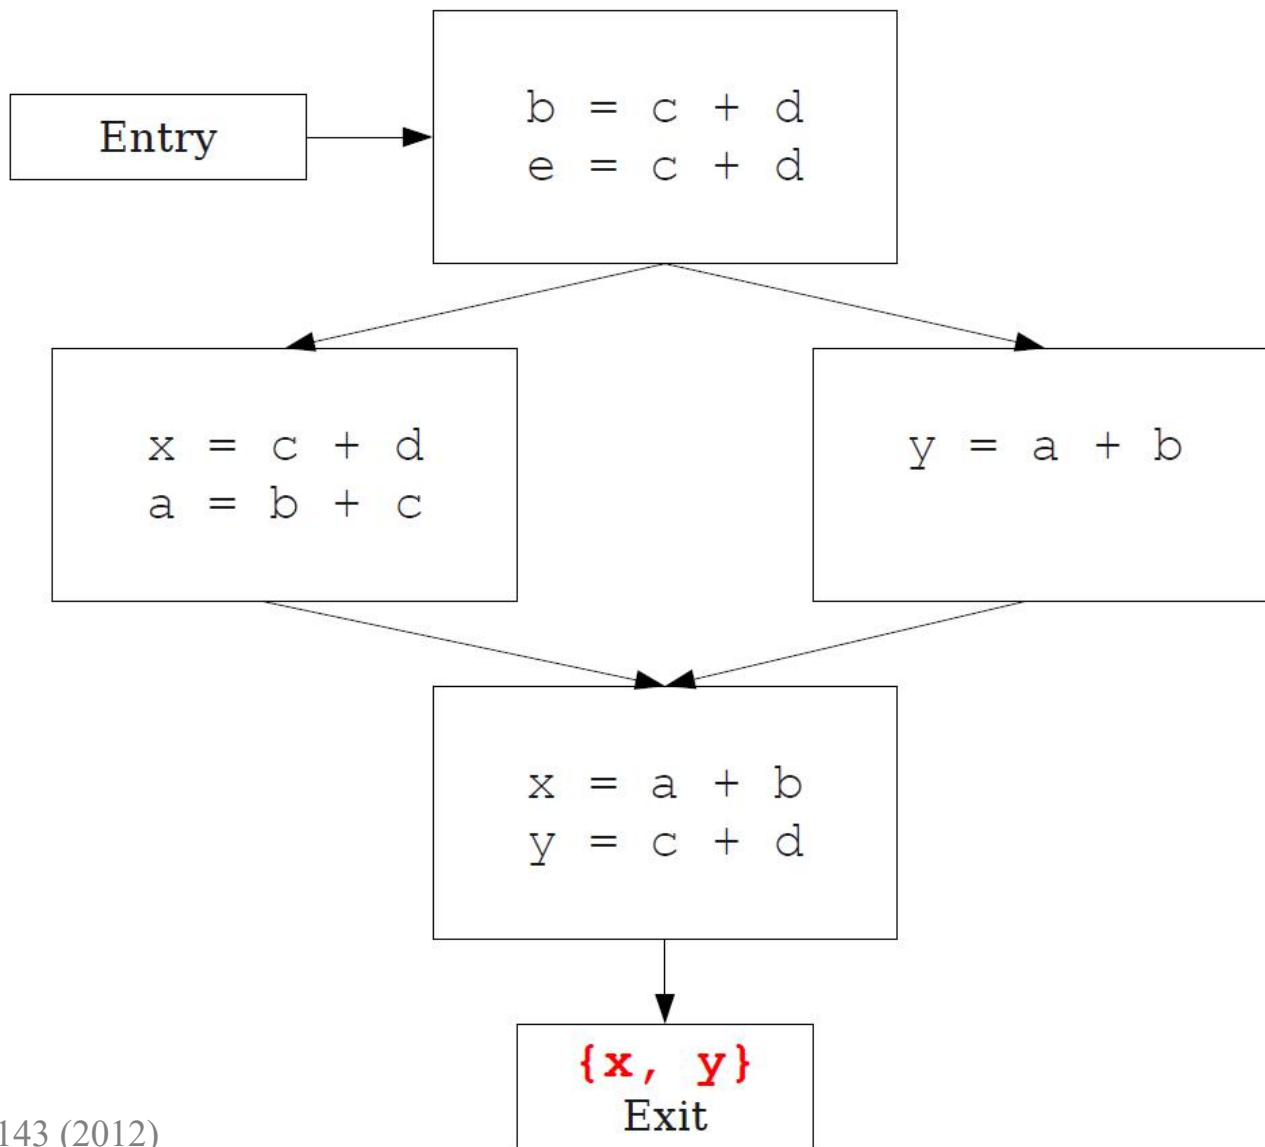 Entry
b = c + d
e = c + d
x = c + d
a = b + c
y = a + b
x = a + b
y = c + d
{x, y}
Exit
143 (2012)